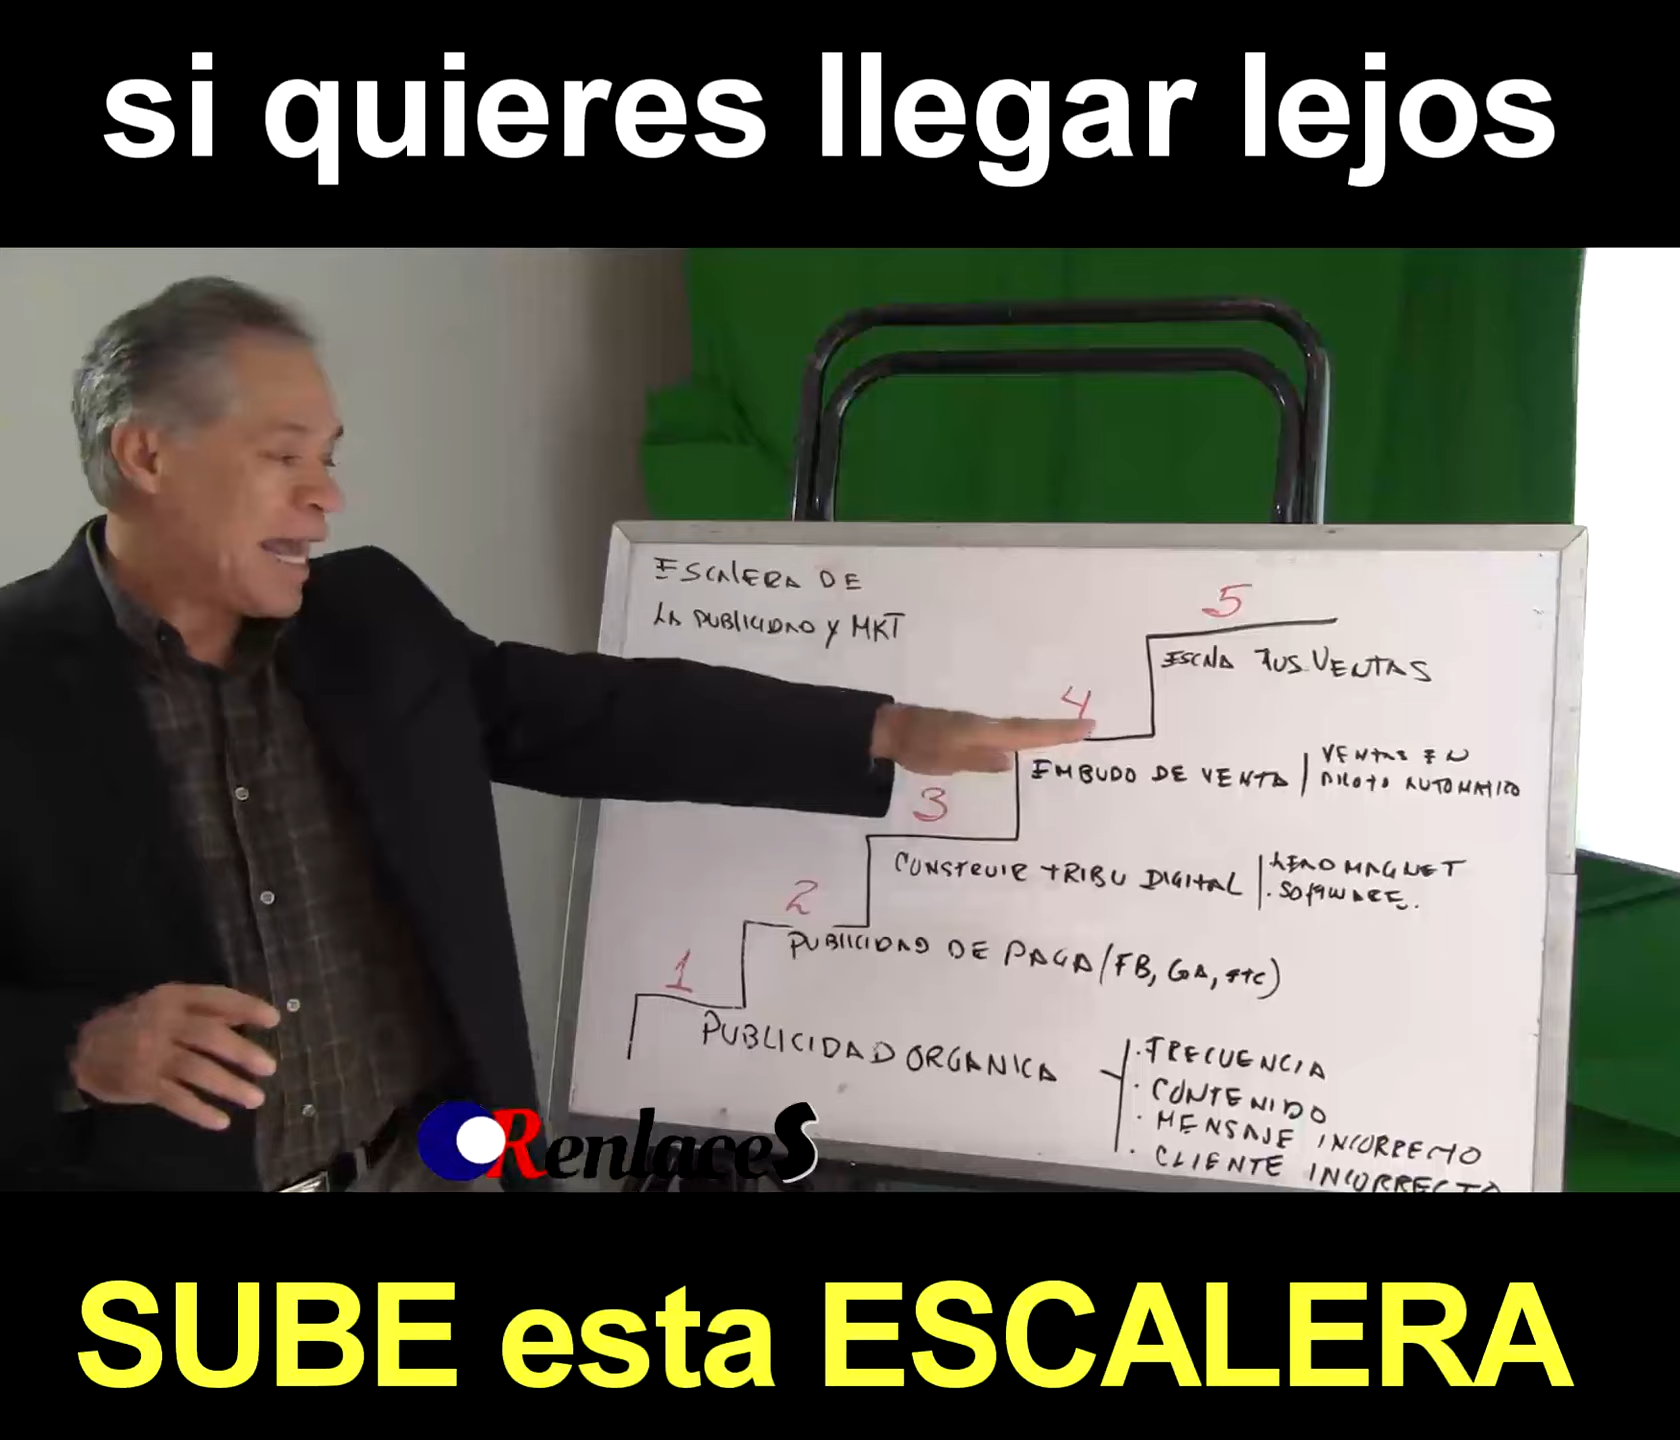 si quieres llegar lejos
ESCALERA DE
LA PUBLICIDAD Y MKT
5
ESCALA TUS VENTAS
4
EMBUDO DE VENTA / VENTAS EN
PILOTO AUTOMATICO
3
CONSTRUIR TRIBU DIGITAL | LEAD MAGNET
. SOFTWARE.
2
PUBLICIDAD DE PAGA / FB, GA, ETC)
1
PUBLICIDAD ORGANICA
. FRECUENCIA
. CONTENIDO
. MENSAJE INCORRECTO
. CLIENTE INCORRECTO
RenlaceS
SUBE esta ESCALERA